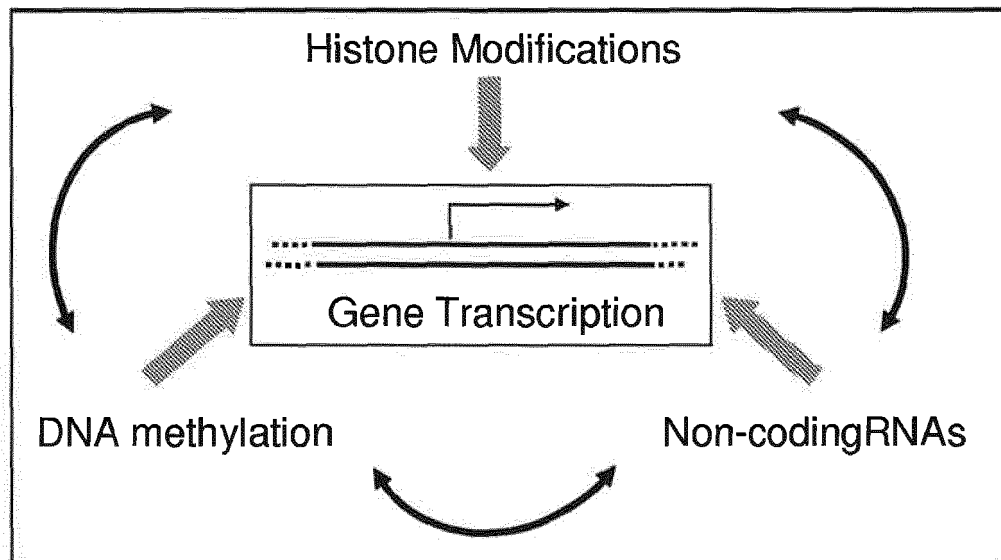 Histone Modifications
Gene Transcription
DNA methylation
Non-codingRNAs